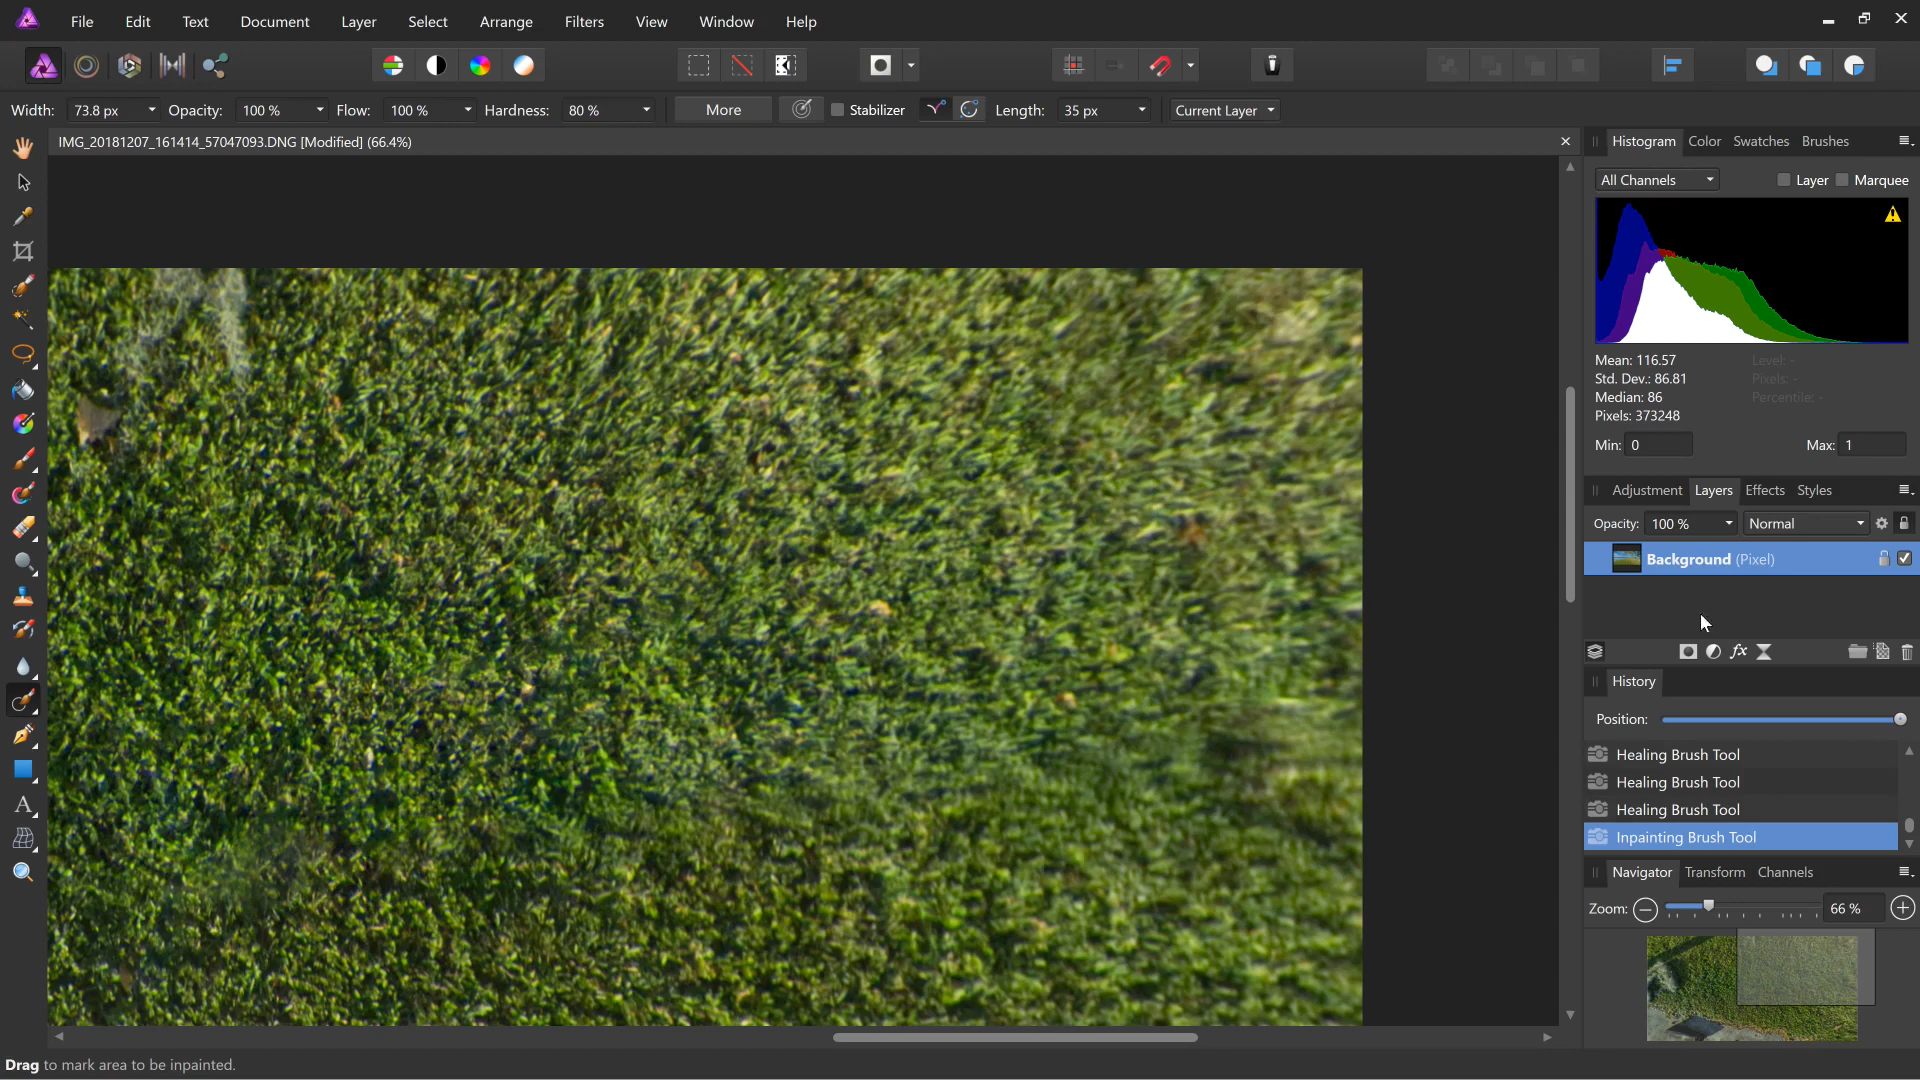 File Edit Text Document Layer Select Arrange Filters View Window Help
Width: 73.8 px Opacity: 100 % Flow: 100 % Hardness: 80 % More Stabilizer Length: 35 px Current Layer
IMG_20181207_161414_57047093.DNG [Modified] (66.4%)
Histogram Color Swatches Brushes
All Channels Layer Marquee
Mean: 116.57 Level: -
Std. Dev.: 86.81 Pixels: -
Median: 86 Percentile: -
Pixels: 373248
Min: 0 Max: 1
Adjustment Layers Effects Styles
Opacity: 100 % Normal
Background (Pixel)
fx
History
Position:
Healing Brush Tool
Healing Brush Tool
Healing Brush Tool
Inpainting Brush Tool
Navigator Transform Channels
Zoom: 66 %
A
Drag to mark area to be inpainted.